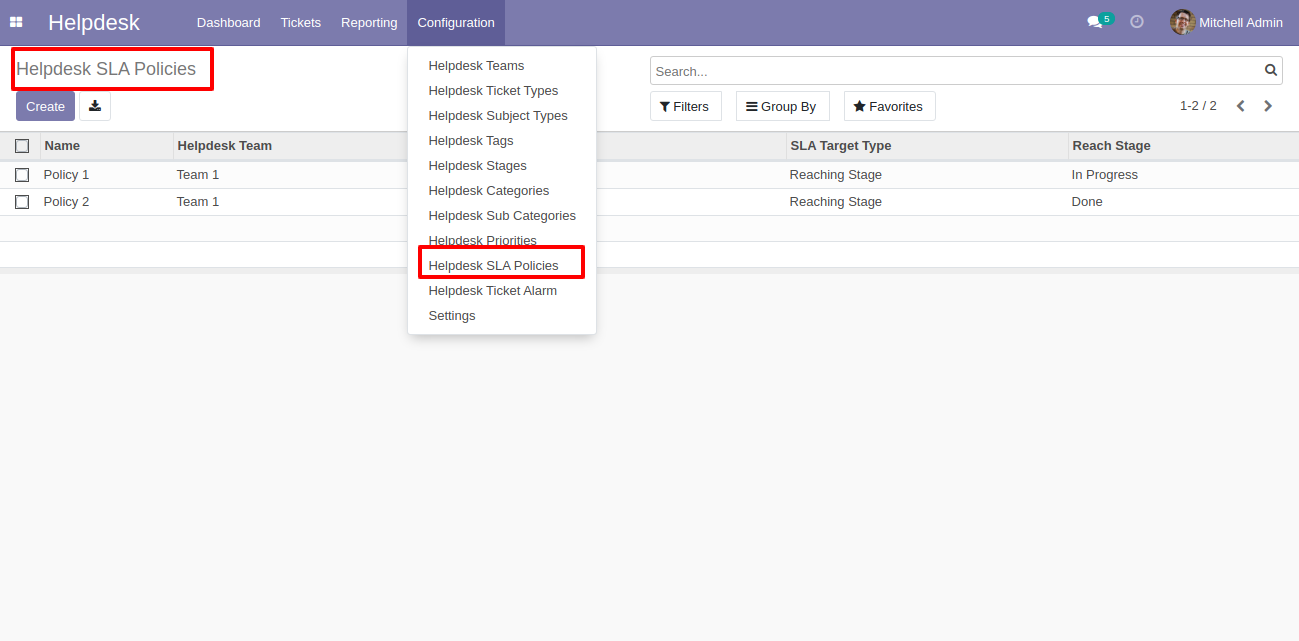 Helpdesk Dashboard Tickets Reporting Configuration 5 Mitchell Admin
Helpdesk SLA Policies
Search...
Create
Filters Group By Favorites 1-2 / 2
Helpdesk Teams
Helpdesk Ticket Types
Helpdesk Subject Types
Helpdesk Tags
Helpdesk Stages
Helpdesk Categories
Helpdesk Sub Categories
Helpdesk Priorities
Helpdesk SLA Policies
Helpdesk Ticket Alarm
Settings
Name Helpdesk Team SLA Target Type Reach Stage
Policy 1 Team 1 Reaching Stage In Progress
Policy 2 Team 1 Reaching Stage Done